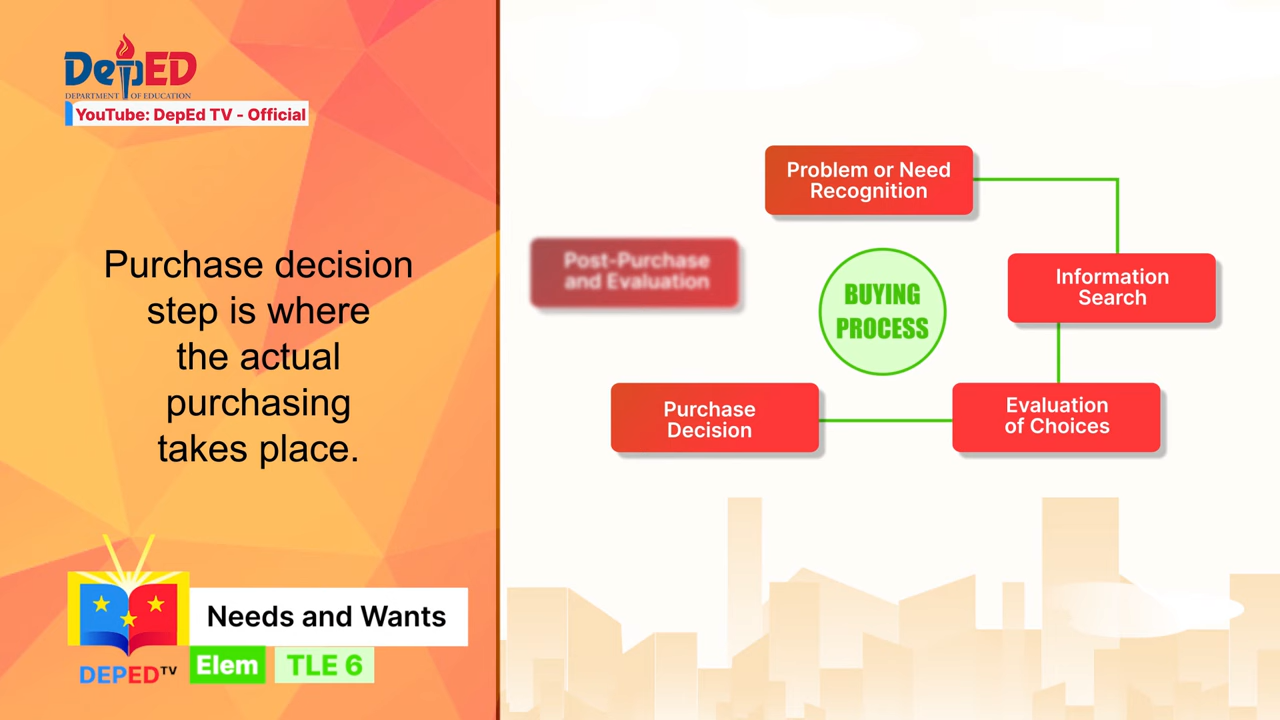 DepED
DEPARTMENT OF EDUCATION
YouTube: DepEd TV - Official
Purchase decision
step is where
the actual
purchasing
takes place.
Needs and Wants
DEPED TV
Elem
TLE 6
Problem or Need
Recognition
Information
Search
Evaluation
of Choices
Purchase
Decision
Post-Purchase
and Evaluation
BUYING
PROCESS